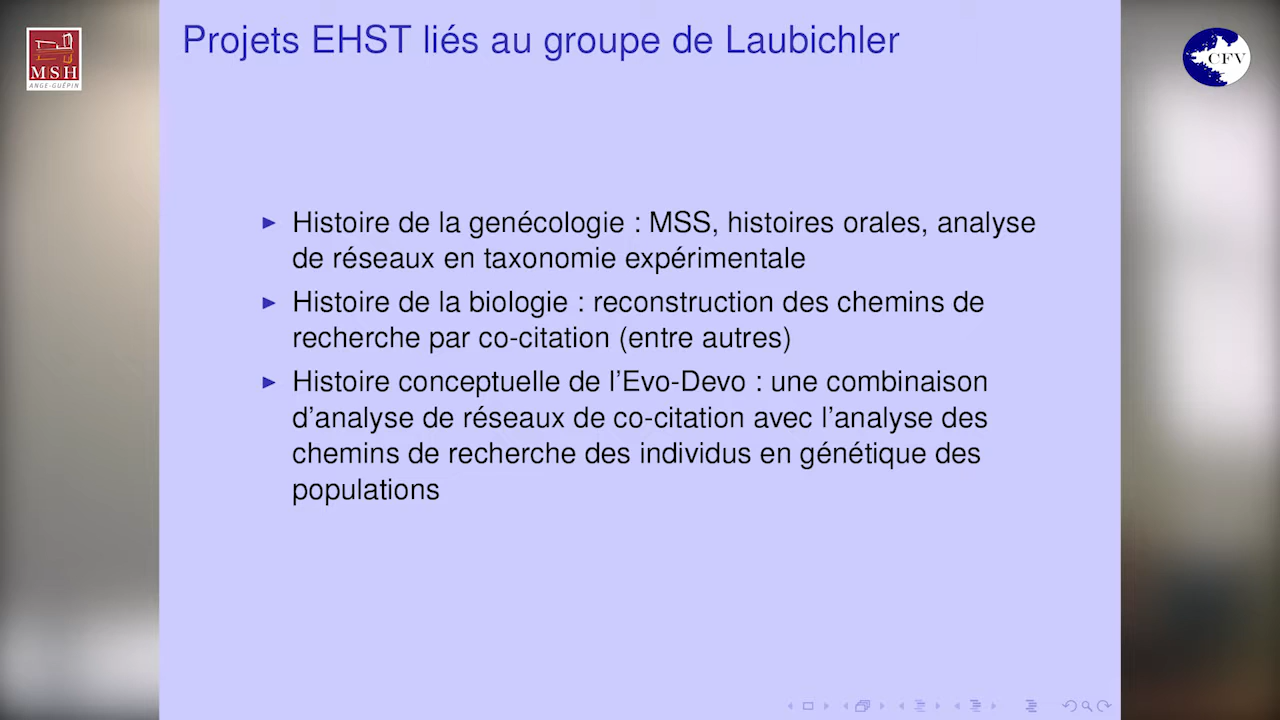 Projets EHST liés au groupe de Laubichler
MSH
ANGE-GUÉPIN
CFV
Histoire de la genécologie : MSS, histoires orales, analyse
de réseaux en taxonomie expérimentale
Histoire de la biologie : reconstruction des chemins de
recherche par co-citation (entre autres)
Histoire conceptuelle de l'Evo-Devo : une combinaison
d'analyse de réseaux de co-citation avec l'analyse des
chemins de recherche des individus en génétique des
populations